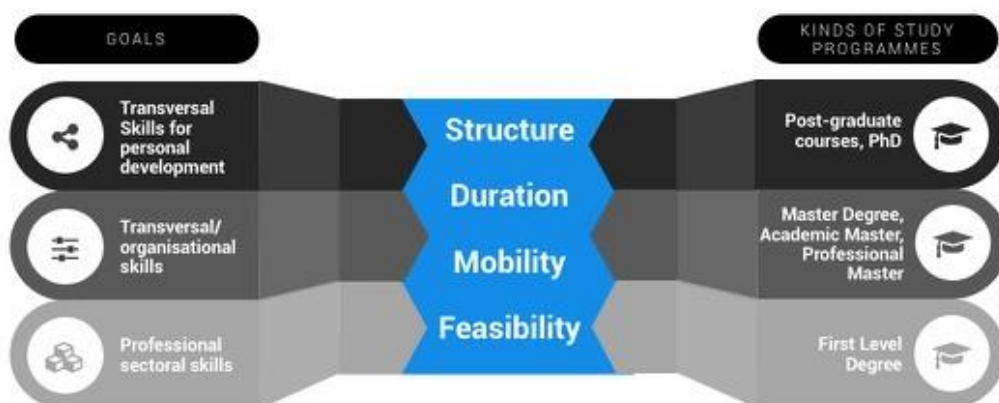 GOALS
Transversal
Skills for
personal
development
Transversal/
organisational
skills
Professional
sectoral skills
Structure
Duration
Mobility
Feasibility
KINDS OF STUDY
PROGRAMMES
Post-graduate
courses, PhD
Master Degree,
Academic Master,
Professional
Master
First Level
Degree